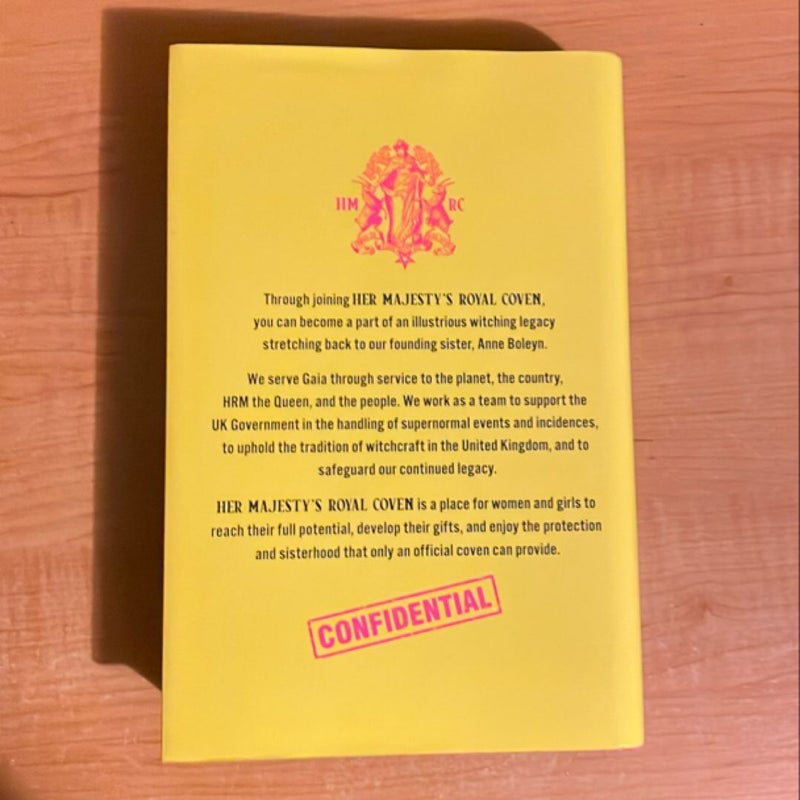 HM RC
Through joining HER MAJESTY'S ROYAL COVEN,
you can become a part of an illustrious witching legacy
stretching back to our founding sister, Anne Boleyn.
We serve Gaia through service to the planet, the country,
HRM the Queen, and the people. We work as a team to support the
UK Government in the handling of supernormal events and incidences,
to uphold the tradition of witchcraft in the United Kingdom, and to
safeguard our continued legacy.
HER MAJESTY'S ROYAL COVEN is a place for women and girls to
reach their full potential, develop their gifts, and enjoy the protection
and sisterhood that only an official coven can provide.
CONFIDENTIAL